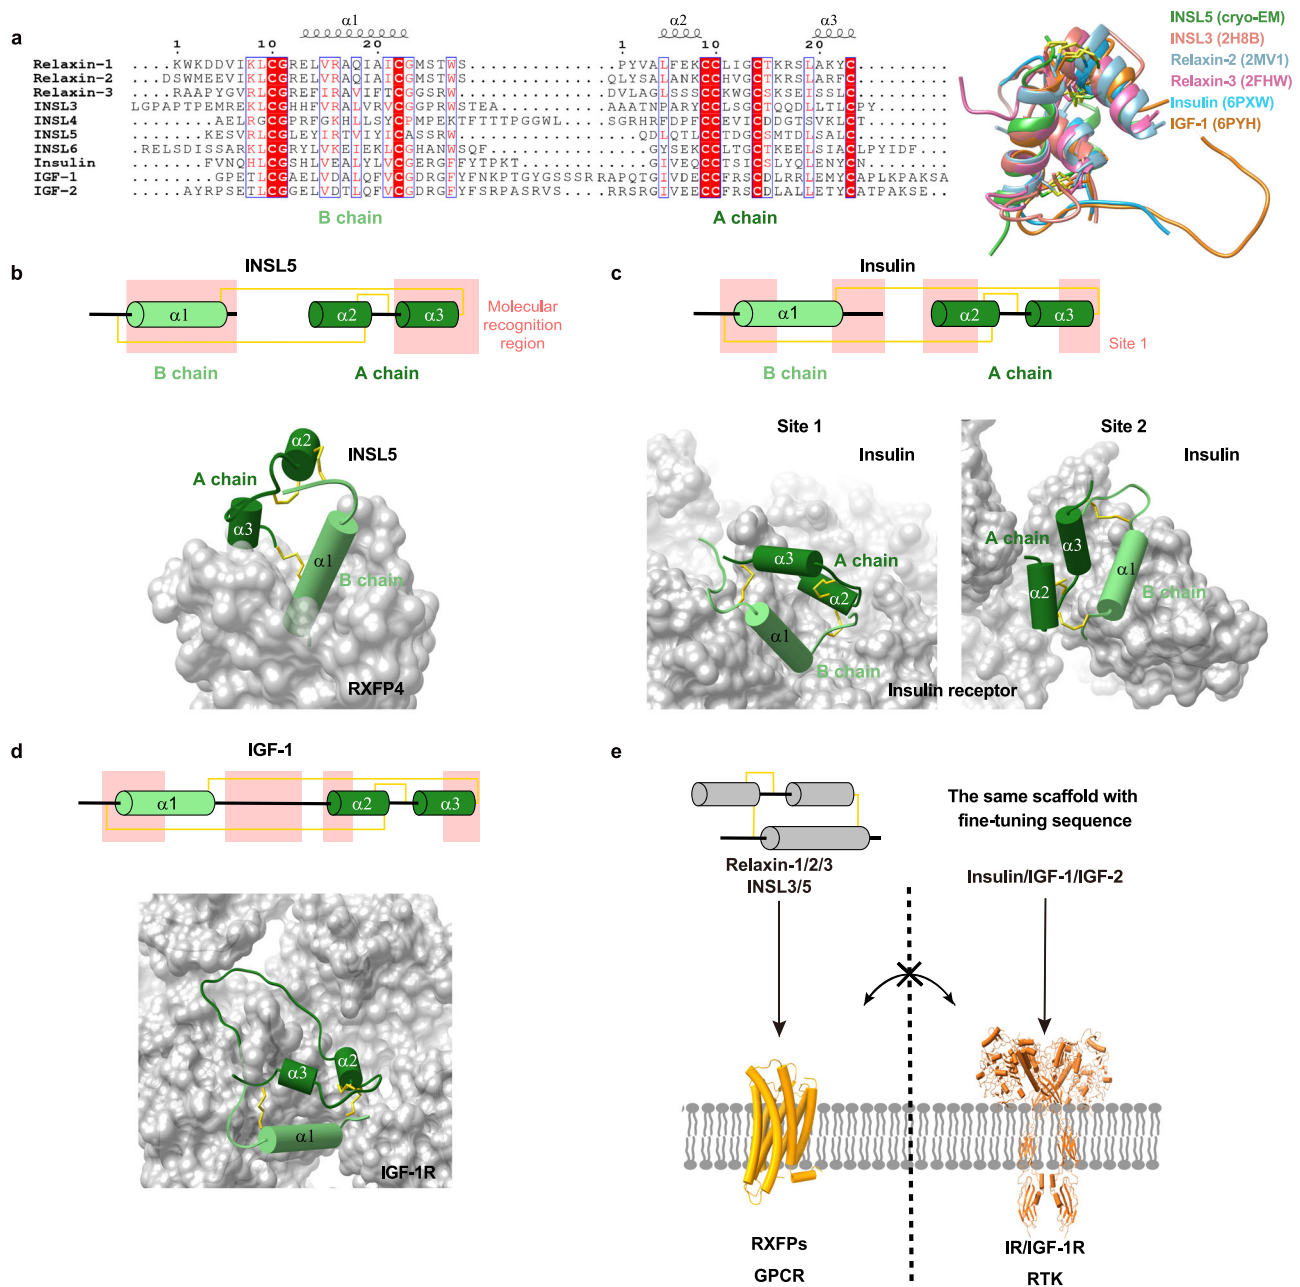 a
α1 α2 α3
1 10 20 1 10 20
Relaxin-1 .....KWKDDVIKLCGRELVRAQIAICGMSTWS..............PYVALFEKCCLIGCTKRSLAKYC........
Relaxin-2 ....DSWMEEVIKLCGRELVRAQIAICGMSTWS.............QLYSALANKCCHVGCTKRSLARFC........
Relaxin-3 ......RAAPYGVRLCGREFIRAVIFTCGGSRW.............DVLAGLSSSCCKWGCSKSEISSLC........
INSL3 LGPAPTPEMREKLCGHHFVRALVRVCGGPRWSTEA..........AAATNPARYCCLSGCTQQDLLTLCPY......
INSL4 ........AELRGCGPRFGKHLLSYCPMPEKTFTTTPGGWL...SGRHRFDPFCCEVICDDGTSVKLCT.......
INSL5 .......KESVRLCGLEYIRTVIYICASSRW.................QDLQTLCCTDGCSMTDLSALC........
INSL6 .RELSDISSARKLCGRYLVKEIEKLCGHANWSQF................GYSEKCCLTGCTKEELSIACLPYIDF..
Insulin .......FVNQHLCGSHLVEALYLVCGERGFFYTPKT.............GIVEQCCTSICSLYQLENYC........
IGF-1 ........GPETLCGAELVDALQFVCGDRGFYFNKPTGYGSSSRRAPQTGIVDECCFRSCDLRRLEMYCAPLKPAKSA
IGF-2 .....AYRPSETLCGGELVDTLQFVCGDRGFYFSRPASRVS....RRSRGIVEECCFRSCDLALLETYCATPAKSE..
B chain A chain
INSL5 (cryo-EM)
INSL3 (2H8B)
Relaxin-2 (2MV1)
Relaxin-3 (2FHW)
Insulin (6PXW)
IGF-1 (6PYH)
b
INSL5
α1 α2 α3
Molecular
recognition
region
B chain A chain
α2
INSL5
A chain
α3
α1
B chain
RXFP4
c
Insulin
α1 α2 α3
Site 1
B chain A chain
Site 1
Insulin
α3
A chain
α2
α1
B chain
Insulin receptor
Site 2
Insulin
A chain
α3
α1
α2
B chain
d
IGF-1
α1 α2 α3
α2
α3
α1
IGF-1R
e
The same scaffold with
fine-tuning sequence
Relaxin-1/2/3
INSL3/5
Insulin/IGF-1/IGF-2
RXFPs
GPCR
IR/IGF-1R
RTK